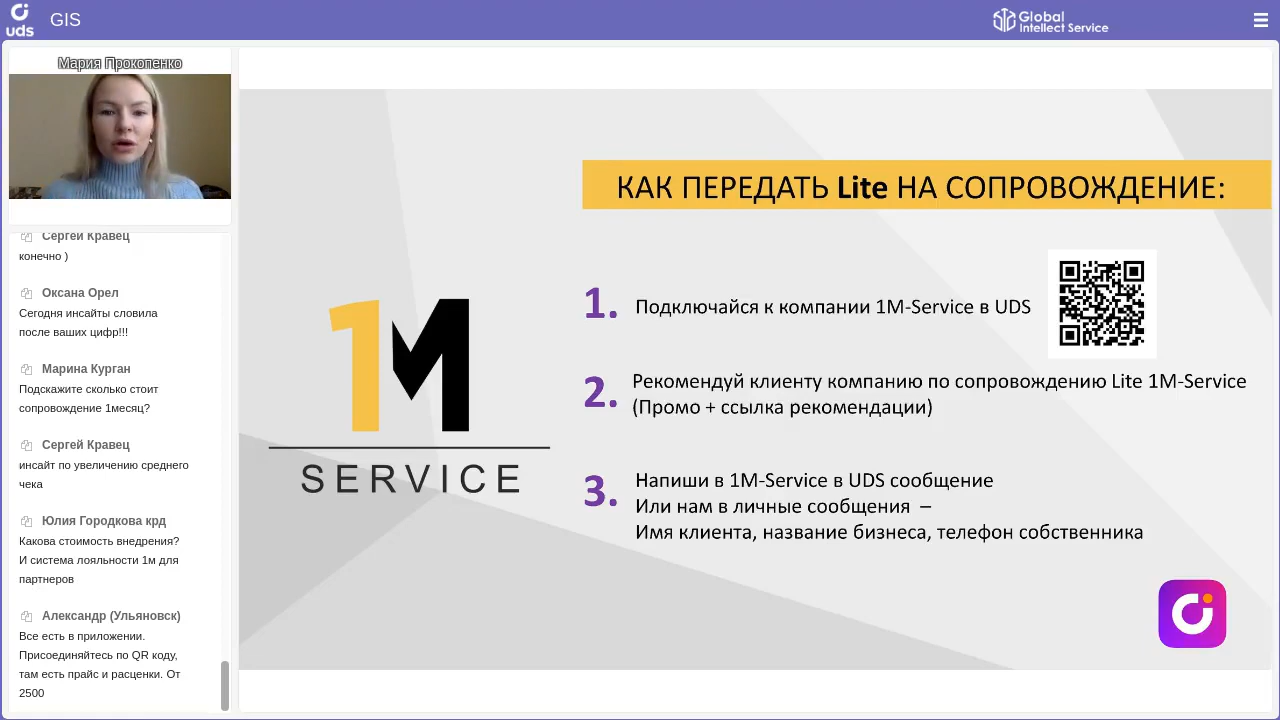 uds
GIS
Global
Intellect Service
Мария Прокопенко
Сергей Кравец
конечно )
Оксана Орел
Сегодня инсайты словила
после ваших цифр!!!
Марина Курган
Подскажите сколько стоит
сопровождение 1месяц?
Сергей Кравец
инсайт по увеличению среднего
чека
Юлия Городкова крд
Какова стоимость внедрения?
И система лояльности 1м для
партнеров
Александр (Ульяновск)
Все есть в приложении.
Присоединяйтесь по QR коду,
там есть прайс и расценки. От
2500
1M
SERVICE
КАК ПЕРЕДАТЬ Lite НА СОПРОВОЖДЕНИЕ:
1. Подключайся к компании 1M-Service в UDS
2. Рекомендуй клиенту компанию по сопровождению Lite 1M-Service
(Промо + ссылка рекомендации)
3. Напиши в 1M-Service в UDS сообщение
Или нам в личные сообщения –
Имя клиента, название бизнеса, телефон собственника